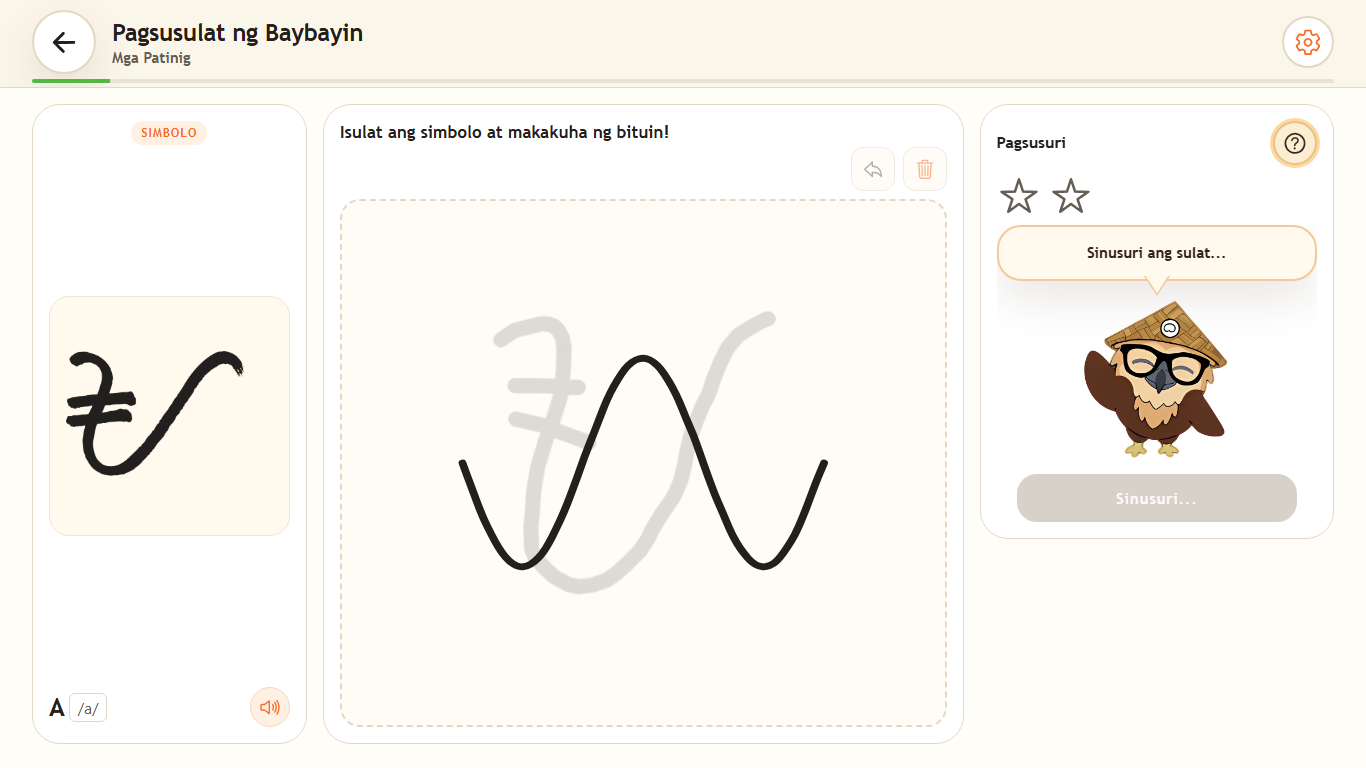 Pagsusulat ng Baybayin
Mga Patinig
SIMBOLO
ᜀ
A /a/
Isulat ang simbolo at makakuha ng bituin!
Pagsusuri
Sinusuri ang sulat...
Sinusuri...